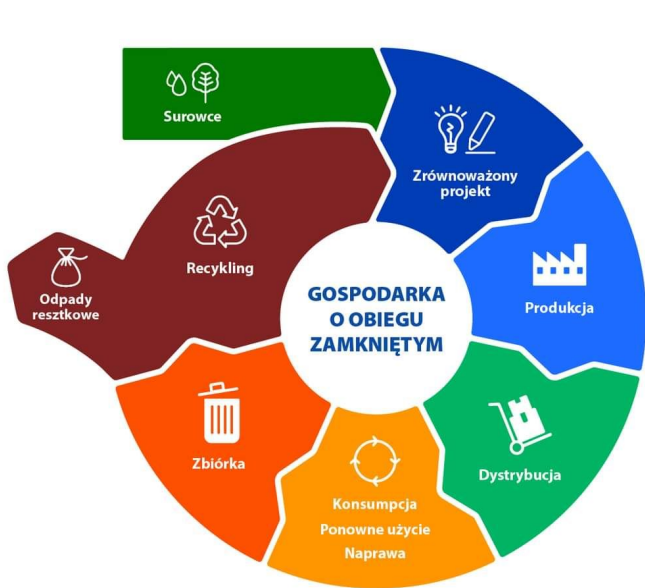 Surowce
Zrównoważony
projekt
Produkcja
Dystrybucja
Konsumpcja
Ponowne użycie
Naprawa
Zbiórka
Recykling
Odpady
resztkowe
GOSPODARKA
O OBIEGU
ZAMKNIĘTYM